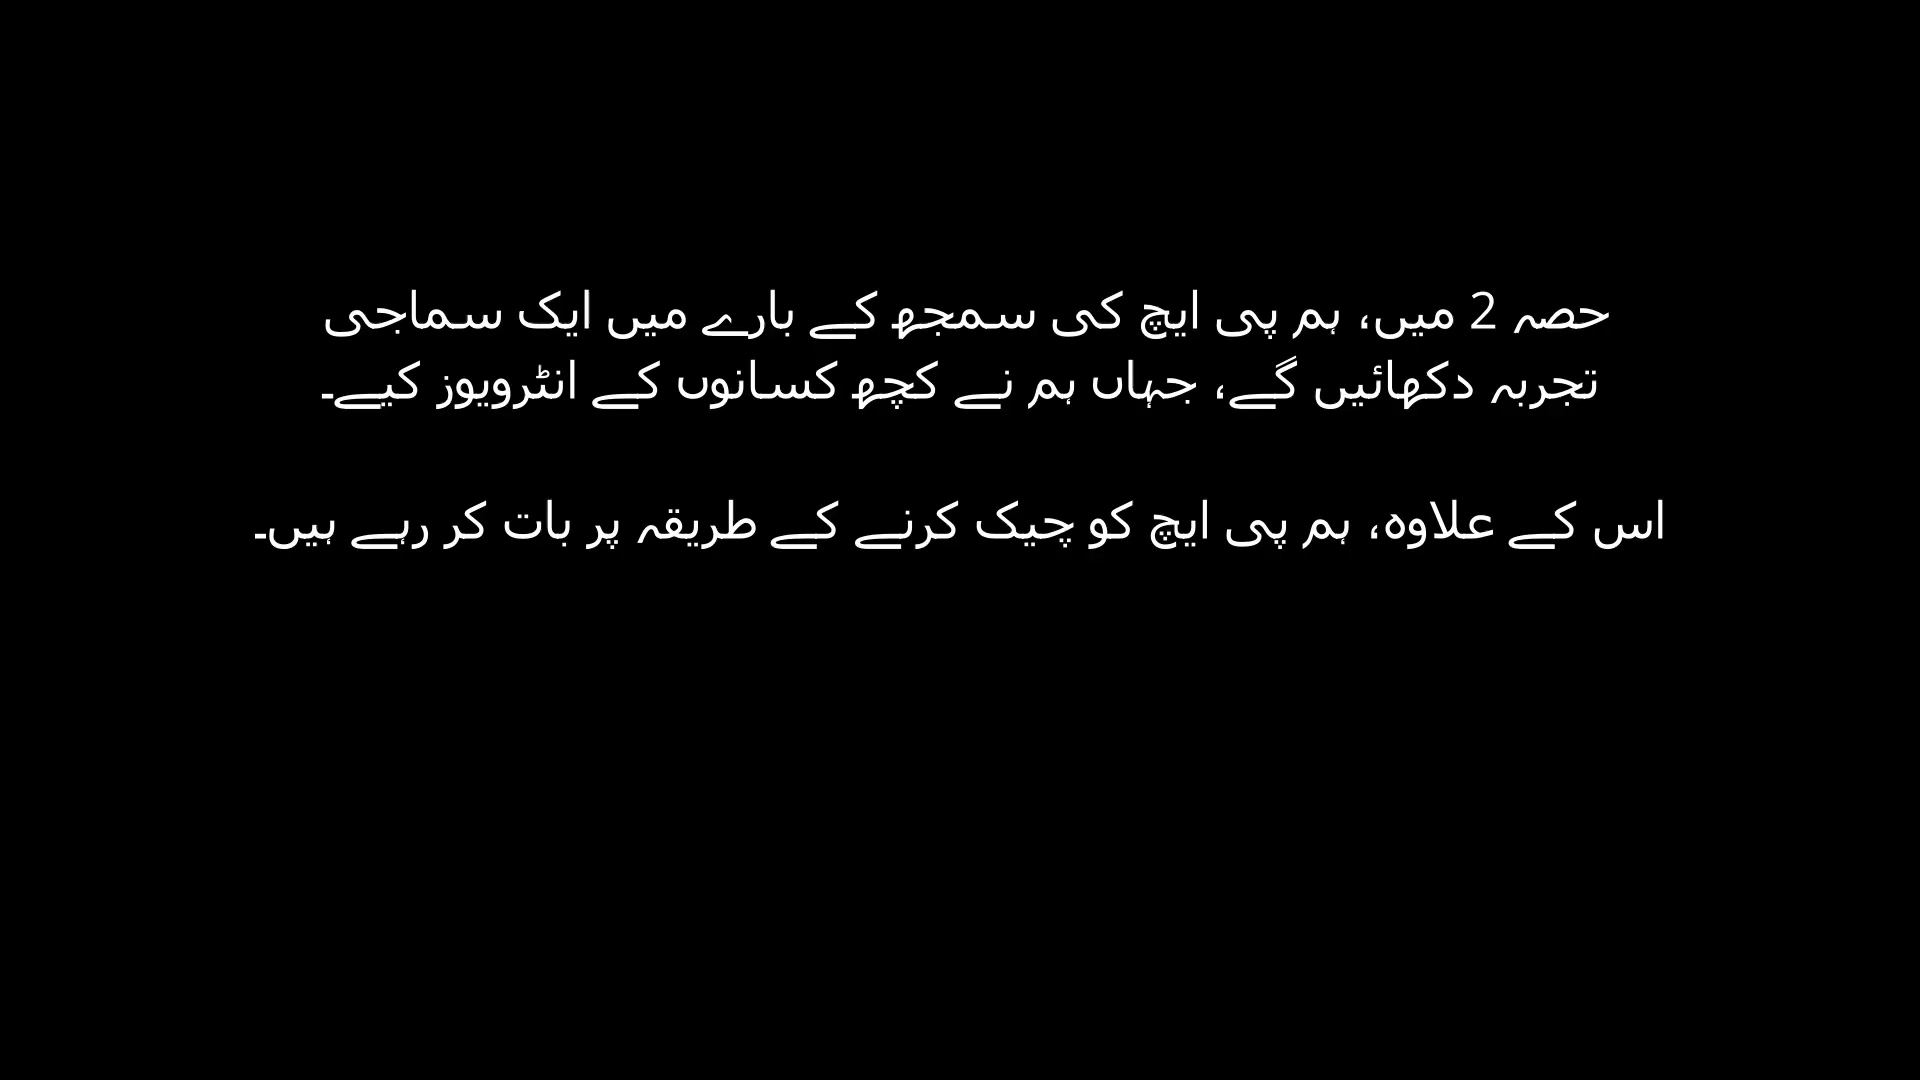 حصہ 2 میں، ہم پی ایچ کی سمجھ کے بارے میں ایک سماجی
تجربہ دکھائیں گے، جہاں ہم نے کچھ کسانوں کے انٹرویوز کیے۔
اس کے علاوہ، ہم پی ایچ کو چیک کرنے کے طریقہ پر بات کر رہے ہیں۔